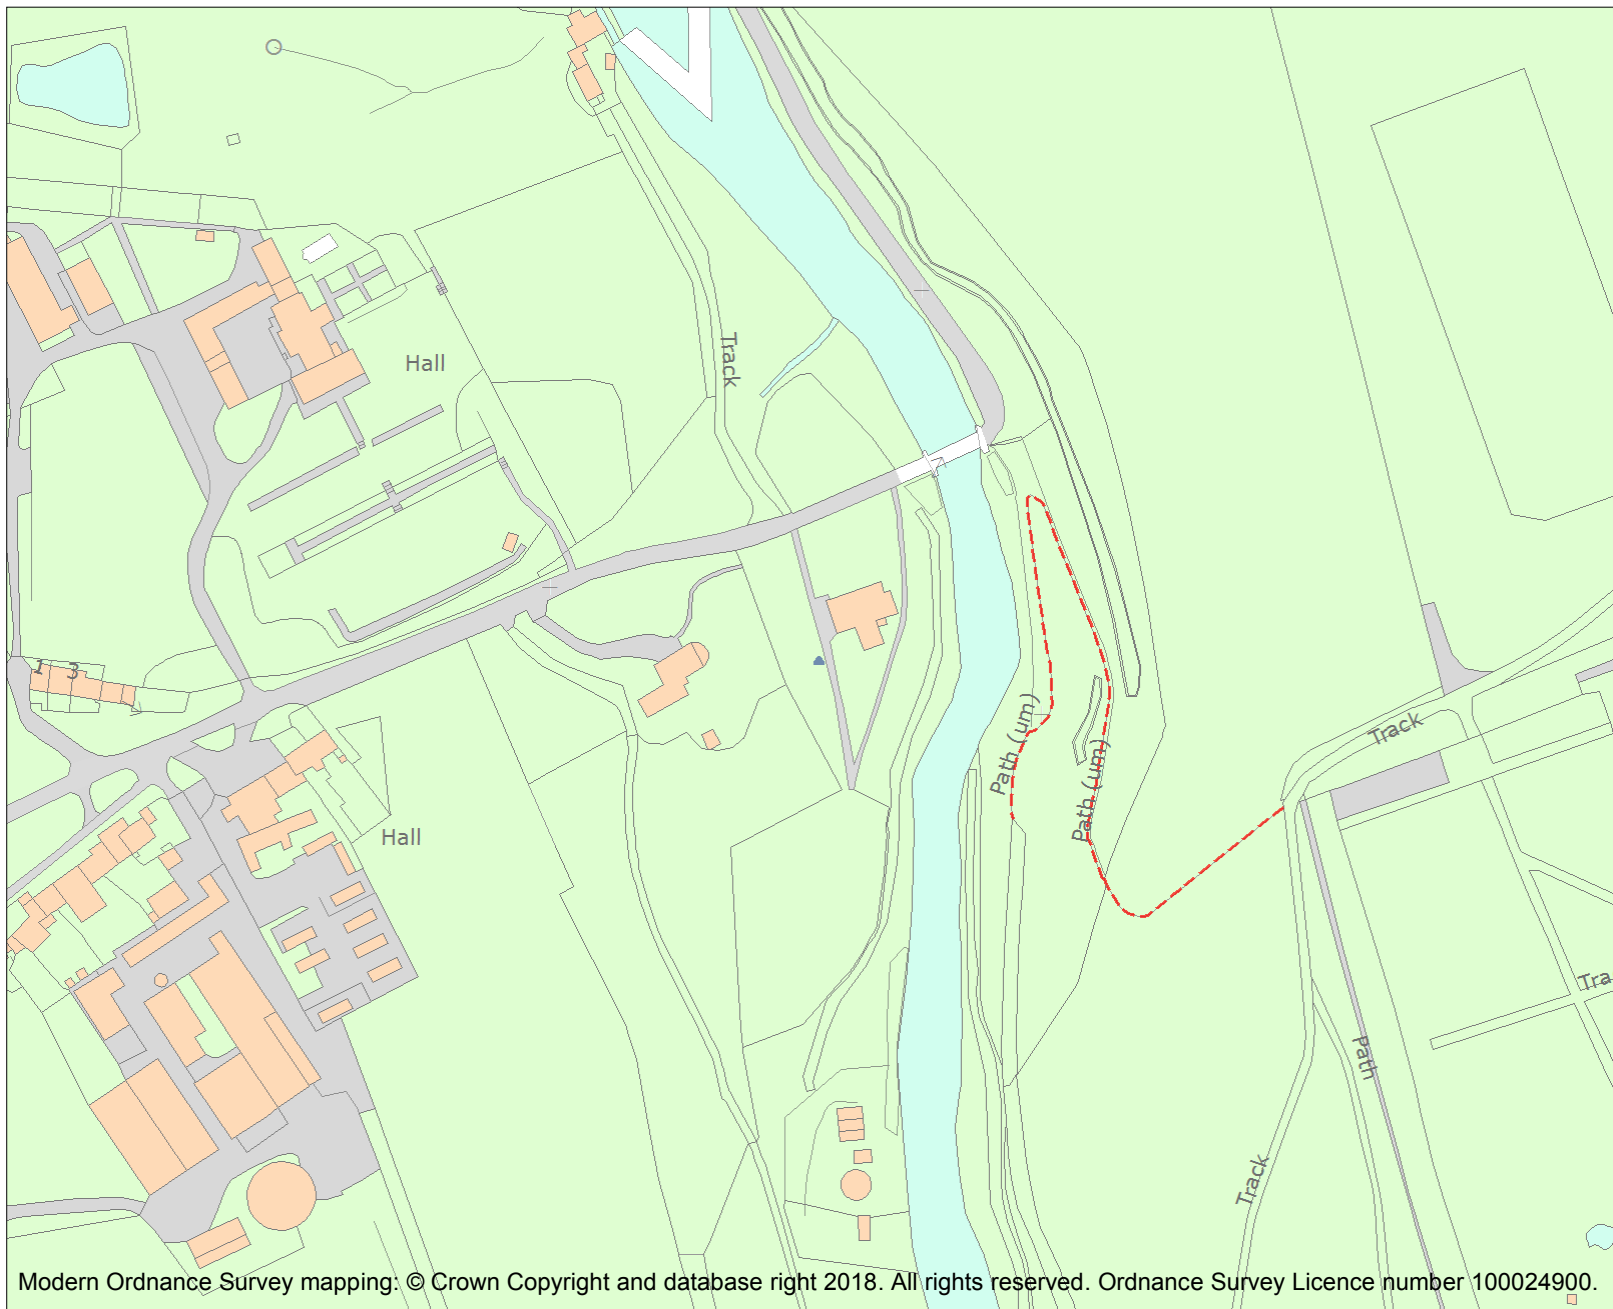 Track
Hall
1 3
Path (um)
Path (um)
Track
Hall
Tra
Path
Track
Modern Ordnance Survey mapping: © Crown Copyright and database right 2018. All rights reserved. Ordnance Survey Licence number 100024900.